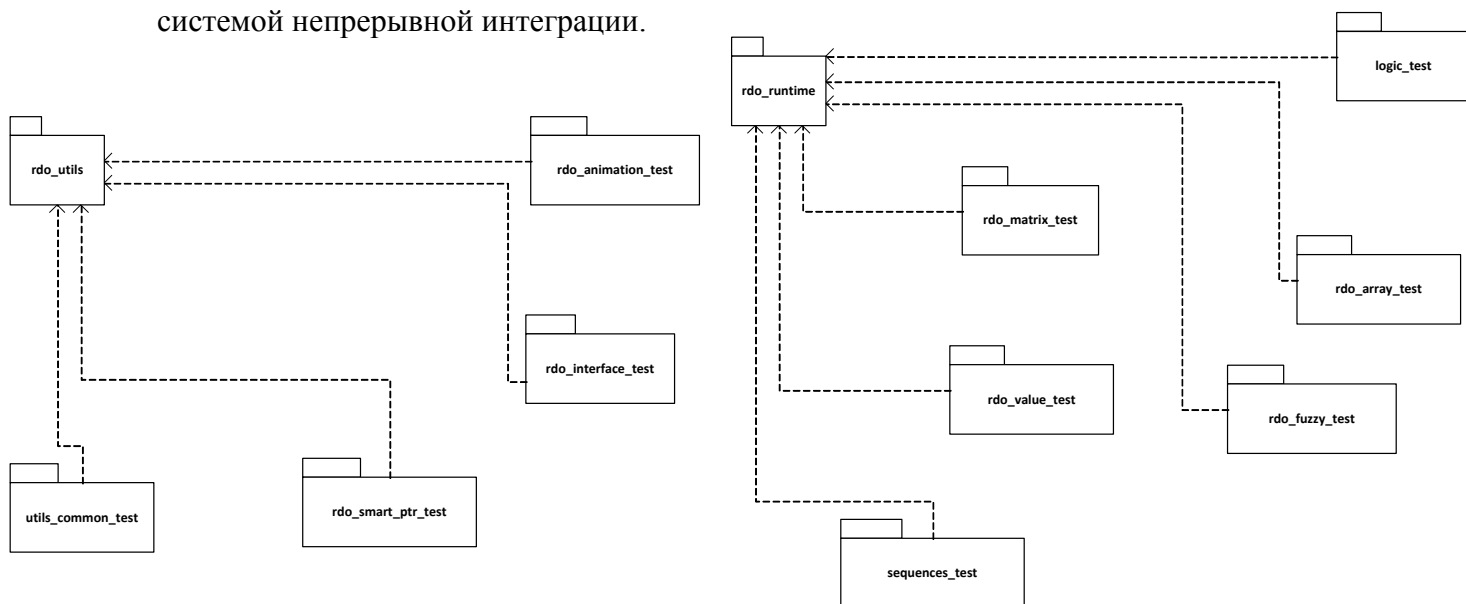 системой непрерывной интеграции.
logic_test
rdo_runtime
rdo_utils
rdo_animation_test
rdo_matrix_test
rdo_array_test
rdo_interface_test
rdo_value_test
rdo_fuzzy_test
utils_common_test
rdo_smart_ptr_test
sequences_test